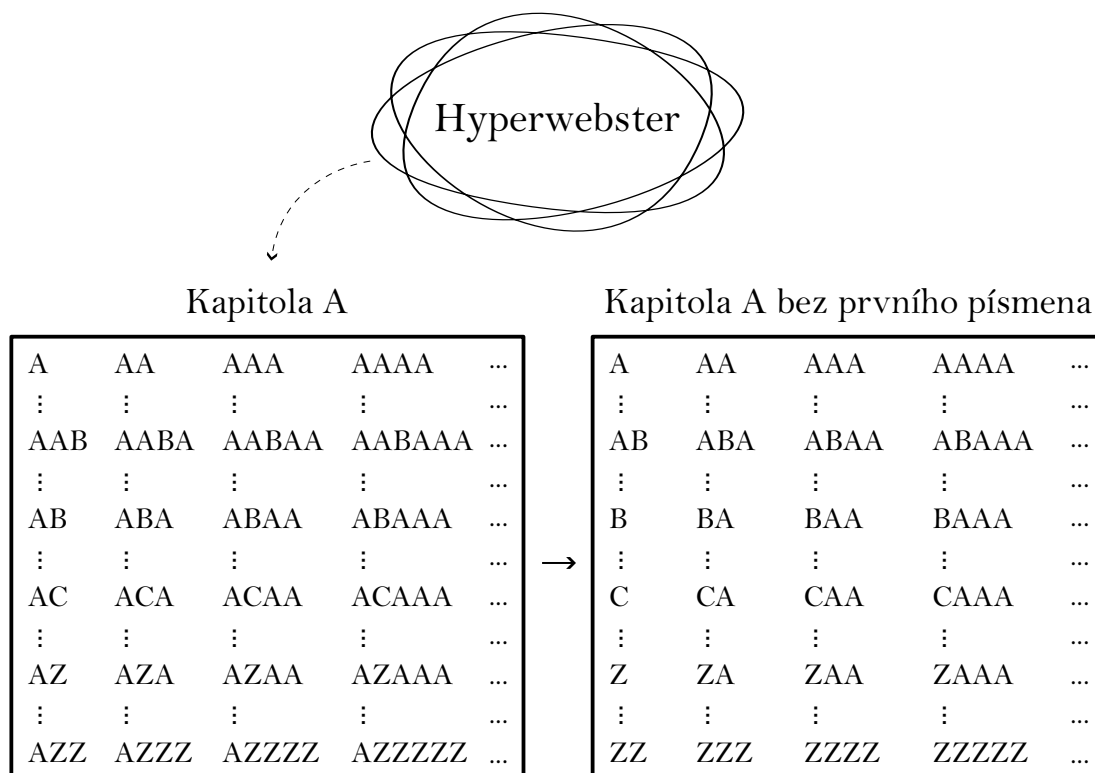 Hyperwebster
Kapitola A
Kapitola A bez prvního písmena
A AA AAA AAAA ...
⋮ ⋮ ⋮ ⋮ ...
AAB AABA AABAA AABAAA ...
⋮ ⋮ ⋮ ⋮ ...
AB ABA ABAA ABAAA ...
⋮ ⋮ ⋮ ⋮ ...
AC ACA ACAA ACAAA ...
⋮ ⋮ ⋮ ⋮ ...
AZ AZA AZAA AZAAA ...
⋮ ⋮ ⋮ ⋮ ...
AZZ AZZZ AZZZZ AZZZZZ ...
→
A AA AAA AAAA ...
⋮ ⋮ ⋮ ⋮ ...
AB ABA ABAA ABAAA ...
⋮ ⋮ ⋮ ⋮ ...
B BA BAA BAAA ...
⋮ ⋮ ⋮ ⋮ ...
C CA CAA CAAA ...
⋮ ⋮ ⋮ ⋮ ...
Z ZA ZAA ZAAA ...
⋮ ⋮ ⋮ ⋮ ...
ZZ ZZZ ZZZZ ZZZZZ ...